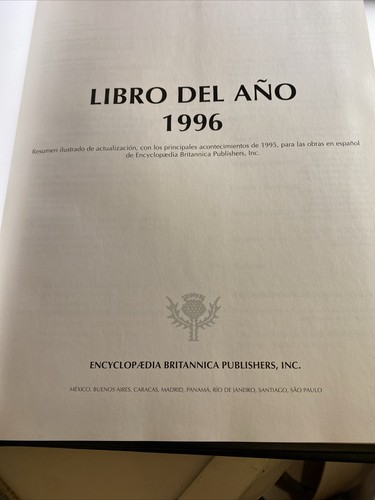 LIBRO DEL AÑO
1996
Resumen ilustrado de actualización, con los principales acontecimientos de 1995, para las obras en español
de Encyclopædia Britannica Publishers, Inc.
ENCYCLOPÆDIA BRITANNICA PUBLISHERS, INC.
MÉXICO, BUENOS AIRES, CARACAS, MADRID, PANAMÁ, RÍO DE JANEIRO, SANTIAGO, SÃO PAULO